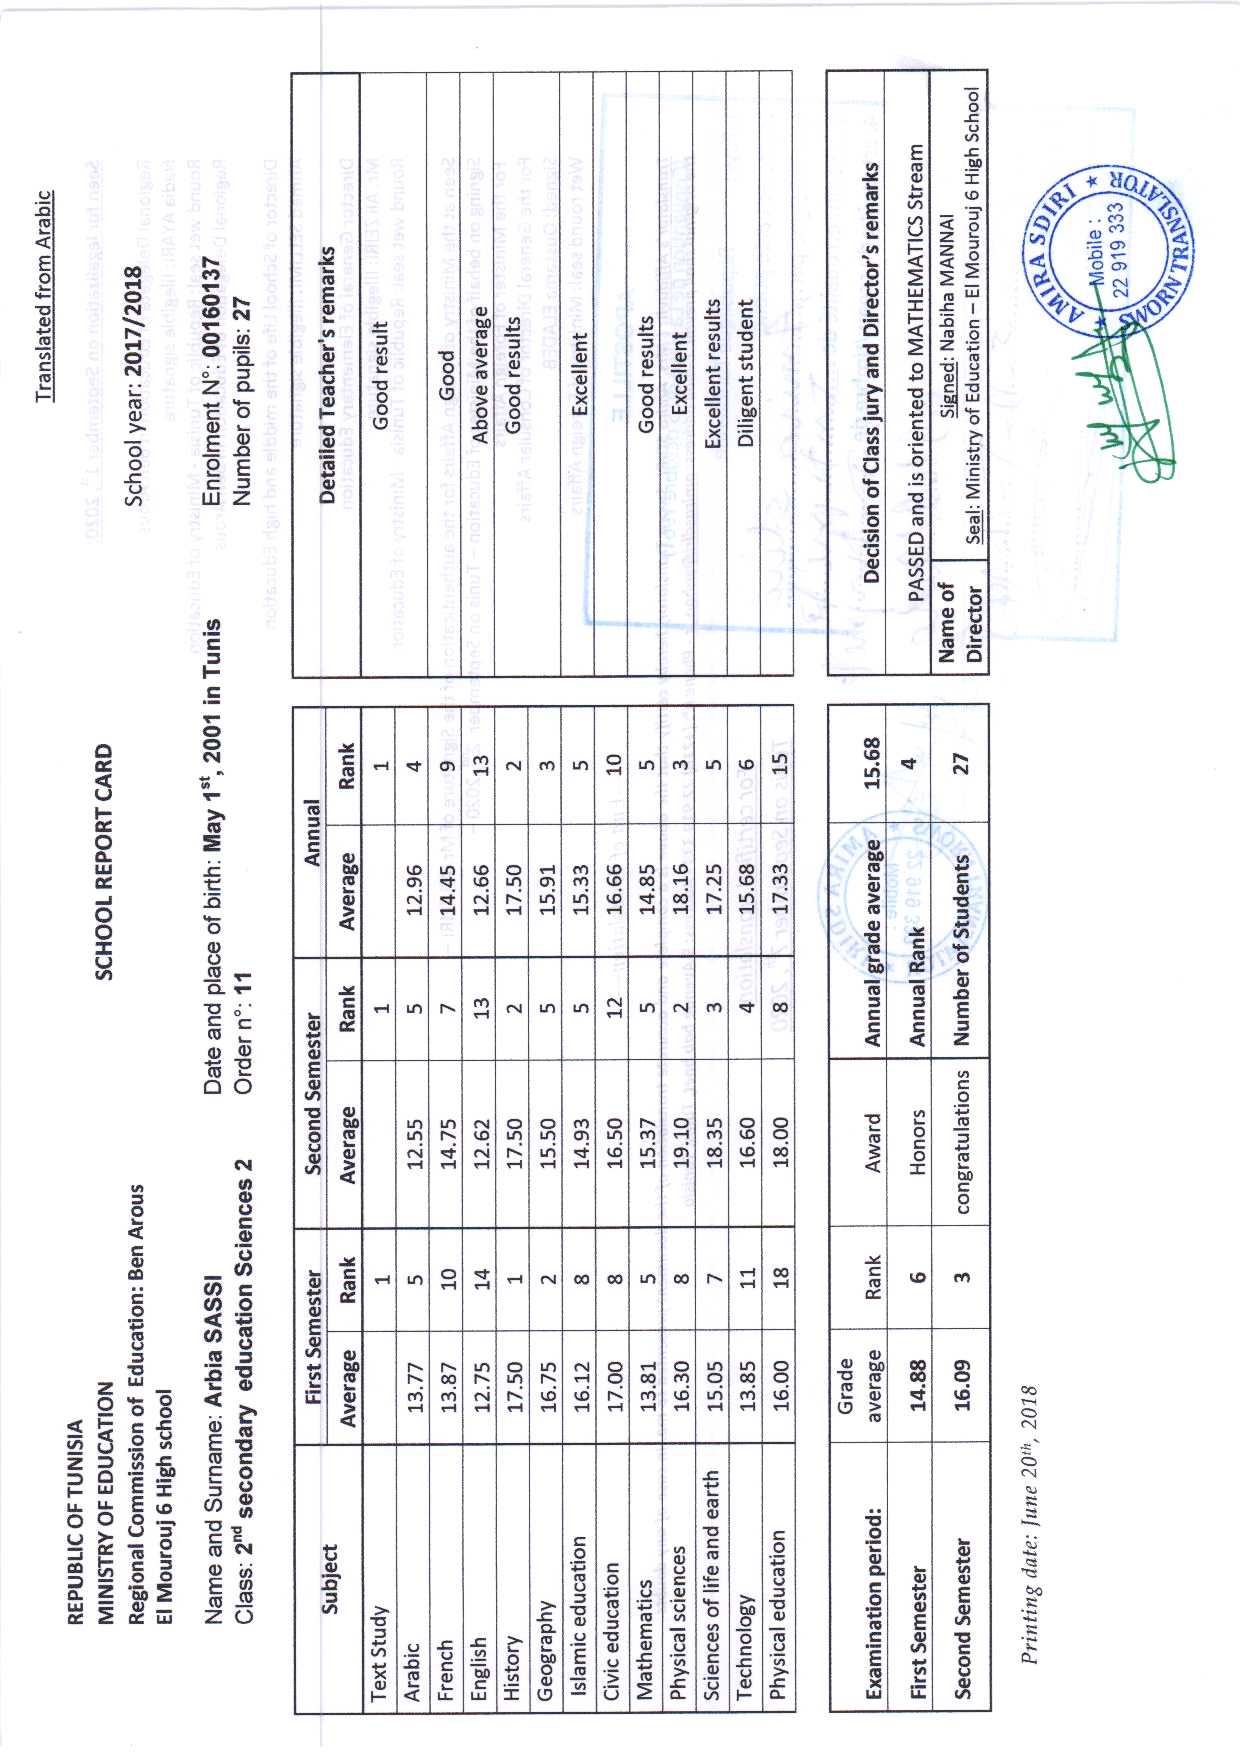 Translated from Arabic
REPUBLIC OF TUNISIA
MINISTRY OF EDUCATION SCHOOL REPORT CARD
Regional Commission of Education: Ben Arous School year: 2017/2018
El Mourouj 6 High school
Name and Surname: Arbia SASSI Date and place of birth: May 1st, 2001 in Tunis Enrolment N°: 00160137
Class: 2nd secondary education Sciences 2 Order n°: 11 Number of pupils: 27
Subject First Semester Second Semester Annual Detailed Teacher's remarks
Average Rank Average Rank Average Rank
Text Study 1 1 1 Good result
Arabic 13.77 5 12.55 5 12.96 4
French 13.87 10 14.75 7 14.45 9 Good
English 12.75 14 12.62 13 12.66 13 Above average
History 17.50 1 17.50 2 17.50 2 Good results
Geography 16.75 2 15.50 5 15.91 3
Islamic education 16.12 8 14.93 5 15.33 5 Excellent
Civic education 17.00 8 16.50 12 16.66 10
Mathematics 13.81 5 15.37 5 14.85 5 Good results
Physical sciences 16.30 8 19.10 2 18.16 3 Excellent
Sciences of life and earth 15.05 7 18.35 3 17.25 5 Excellent results
Technology 13.85 11 16.60 4 15.68 6 Diligent student
Physical education 16.00 18 18.00 8 17.33 15
Examination period: Grade average Rank Award Annual grade average 15.68 Decision of Class jury and Director's remarks
First Semester 14.88 6 Honors Annual Rank 4 PASSED and is oriented to MATHEMATICS Stream
Second Semester 16.09 3 congratulations Number of Students 27
Name of Director
Signed: Nabiha MANNAI
Seal: Ministry of Education – El Mourouj 6 High School
Printing date: June 20th, 2018
AMIRA SDIRI ★ SWORN TRANSLATOR ★
Mobile :
22 919 333